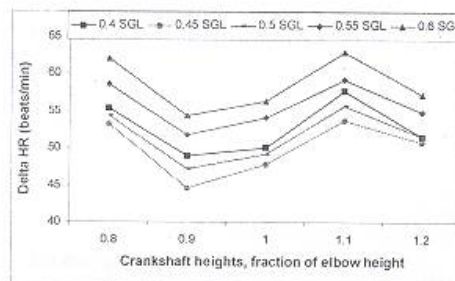 0.4 SGL 0.45 SGL 0.5 SGL 0.55 SGL 0.6 SGL
65
60
55
50
45
40
Delta HR (beats/min)
0.8 0.9 1 1.1 1.2
Crankshaft heights, fraction of elbow height